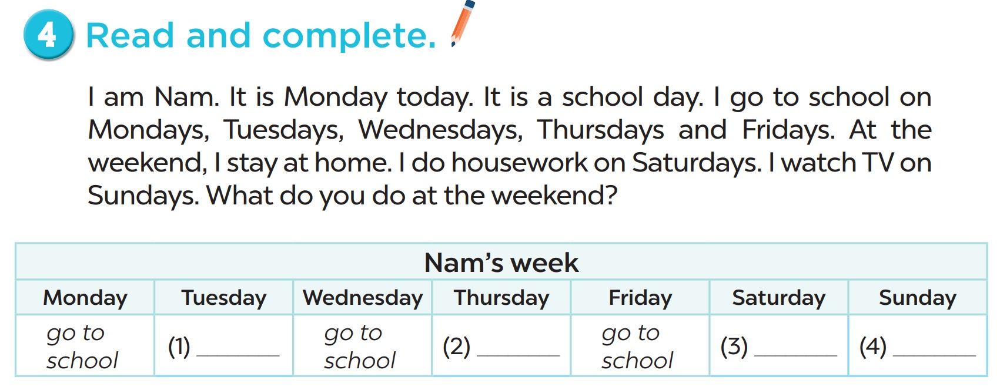 4 Read and complete.
I am Nam. It is Monday today. It is a school day. I go to school on
Mondays, Tuesdays, Wednesdays, Thursdays and Fridays. At the
weekend, I stay at home. I do housework on Saturdays. I watch TV on
Sundays. What do you do at the weekend?
Nam's week
Monday Tuesday Wednesday Thursday Friday Saturday Sunday
go to school (1) ________ go to school (2) ________ go to school (3) ________ (4) ________